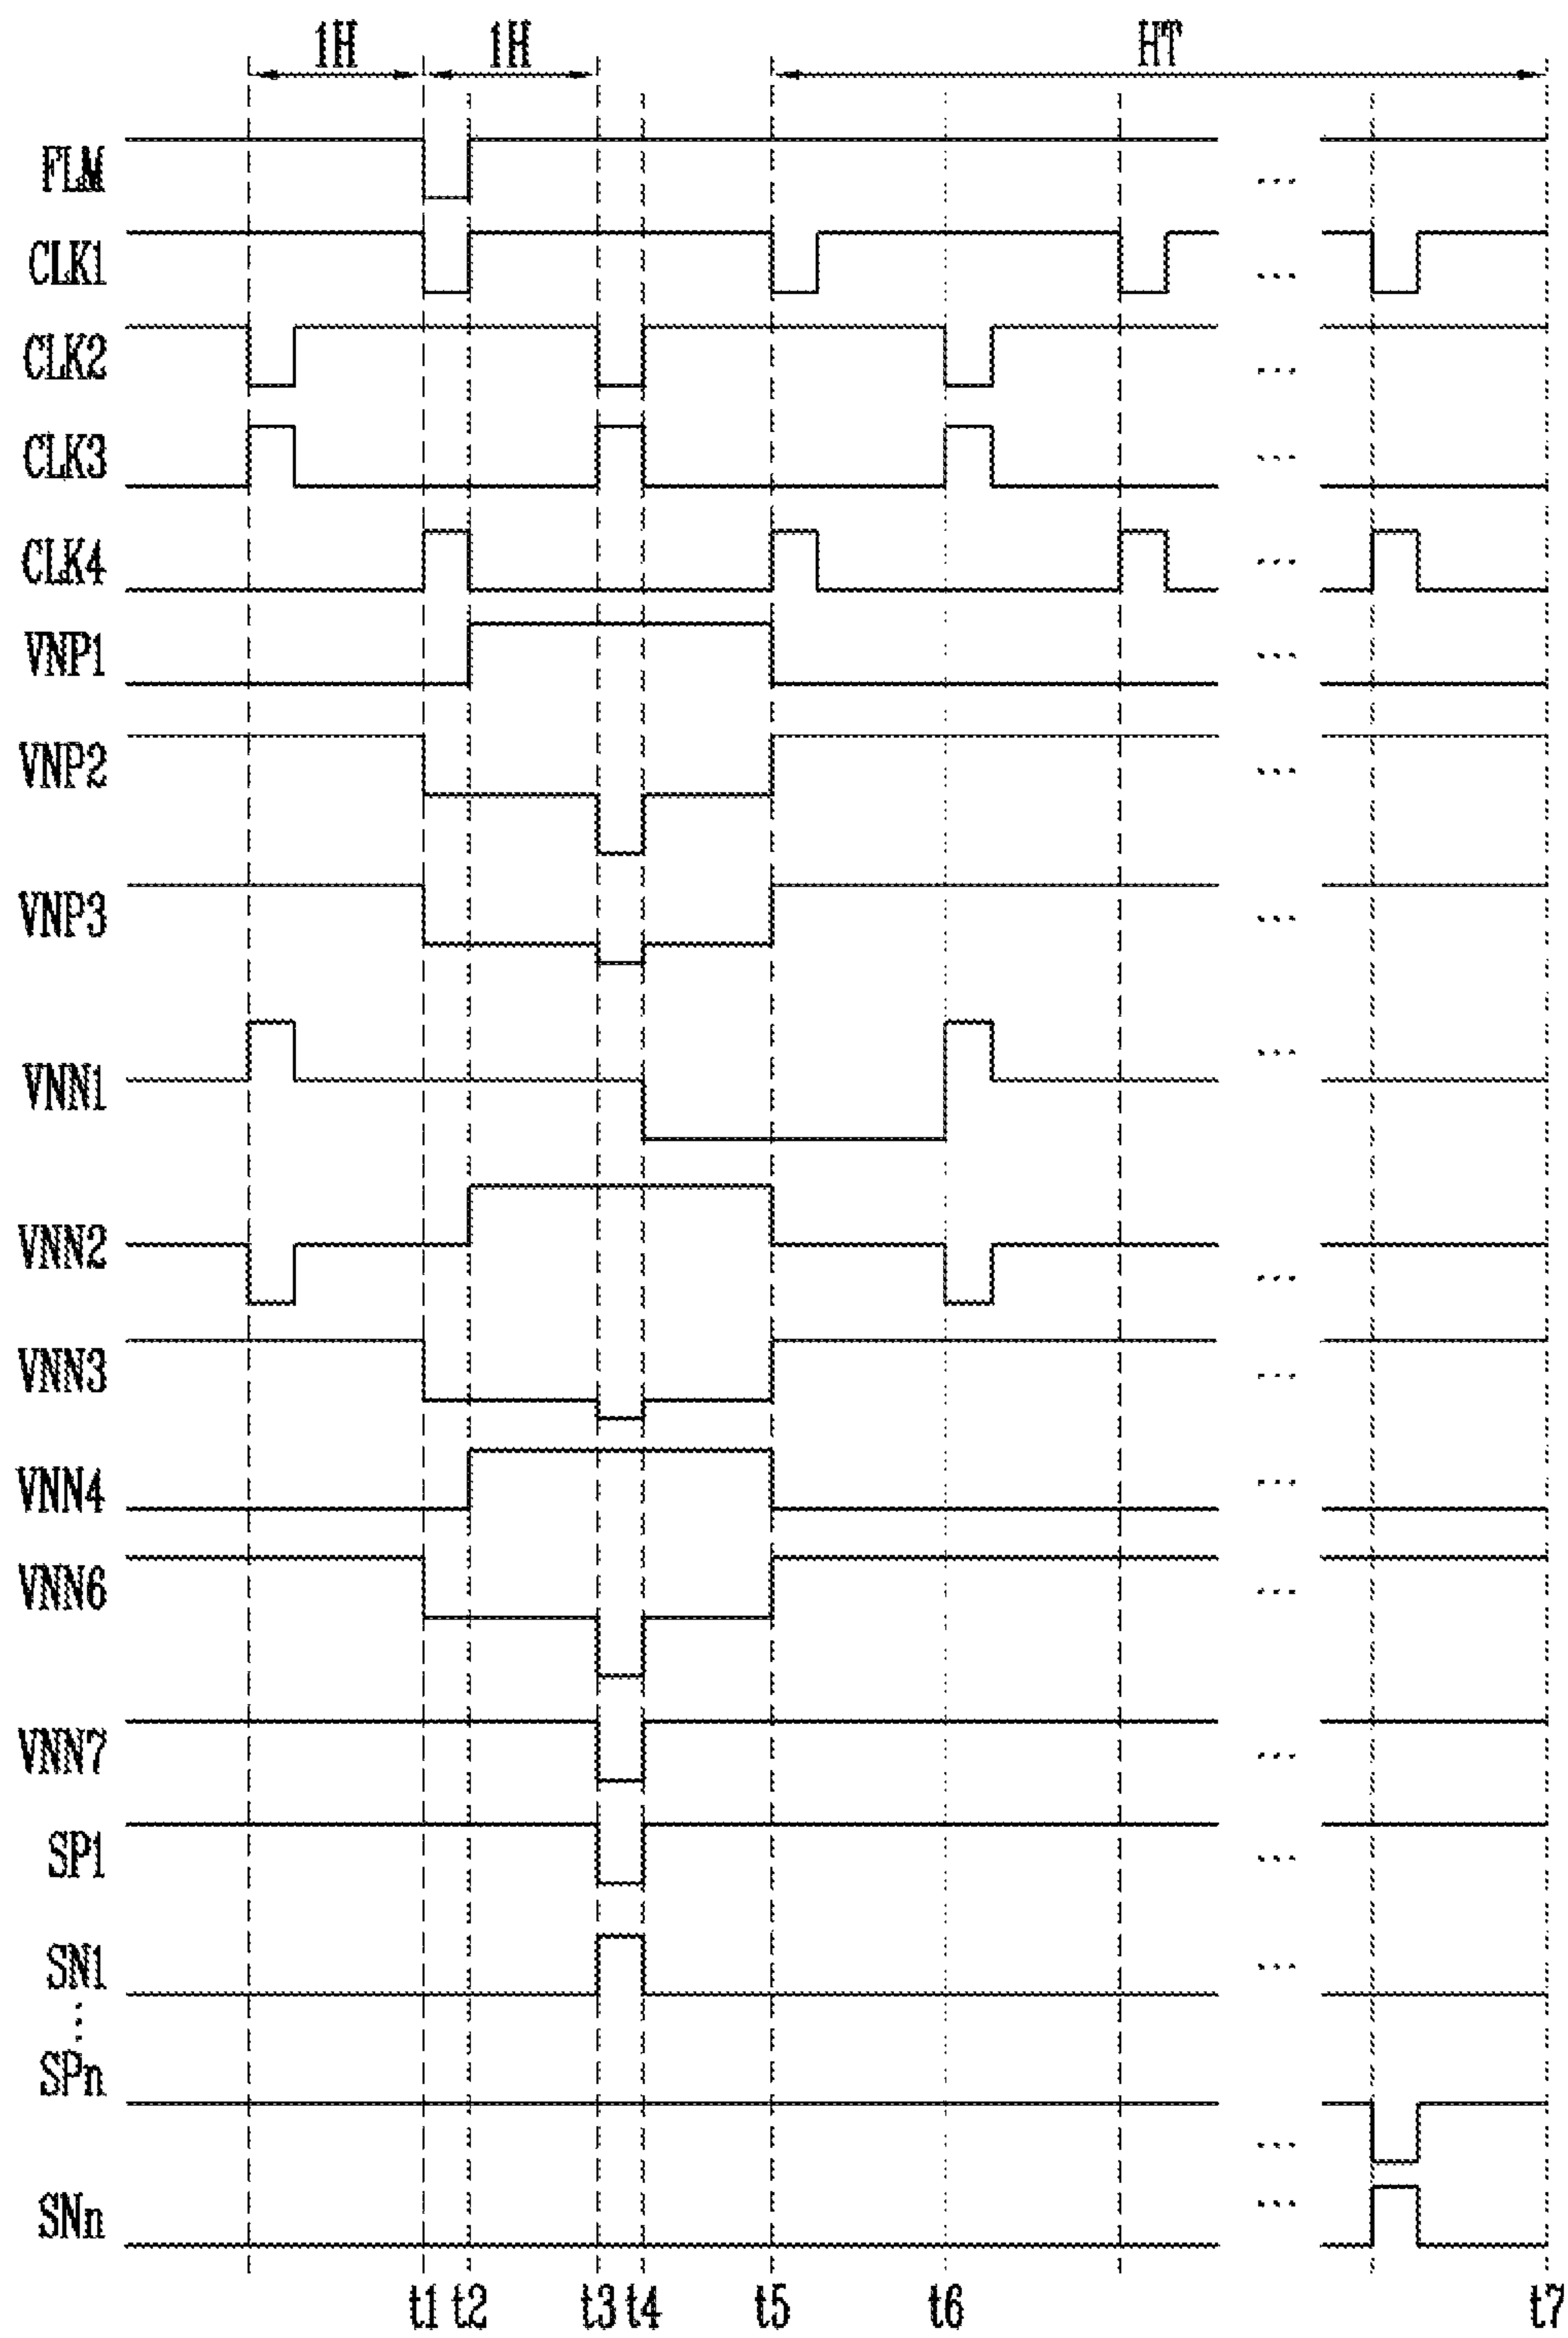 1H 1H HT
FLM ...
CLK1 ...
CLK2 ...
CLK3 ...
CLK4 ...
VNP1 ...
VNP2 ...
VNP3 ...
VNN1 ...
VNN2 ...
VNN3 ...
VNN4 ...
VNN6 ...
VNN7 ...
SP1 ...
SN1 ...
⋮
SPn ...
SNn ...
t1 t2 t3 t4 t5 t6 t7